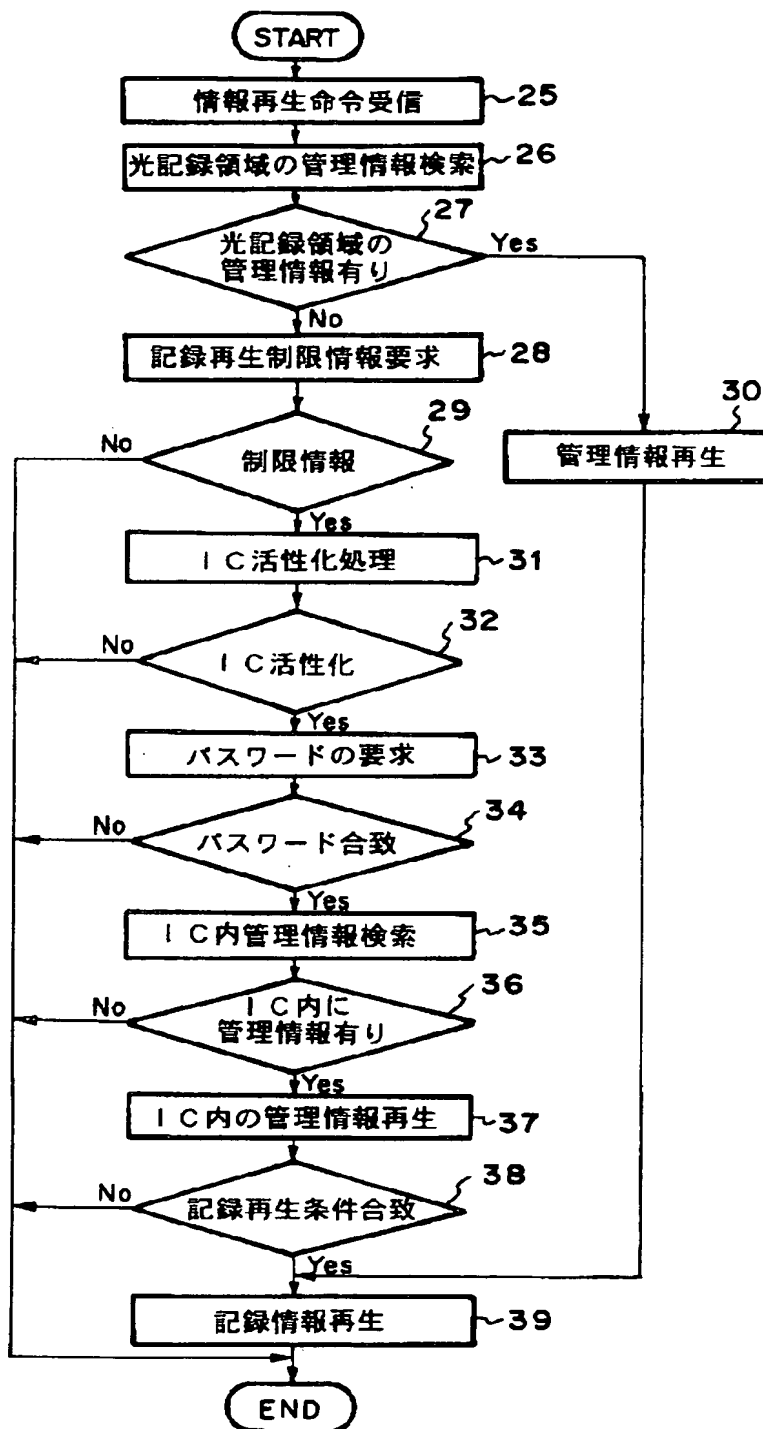 START
情報再生命令受信
25
光記録領域の管理情報検索
26
27
光記録領域の
管理情報有り
Yes
No
記録再生制限情報要求
28
29
No
制限情報
30
管理情報再生
Yes
IC活性化処理
31
32
No
IC活性化
Yes
パスワードの要求
33
34
No
パスワード合致
Yes
IC内管理情報検索
35
36
No
IC内に
管理情報有り
Yes
IC内の管理情報再生
37
38
No
記録再生条件合致
Yes
記録情報再生
39
END